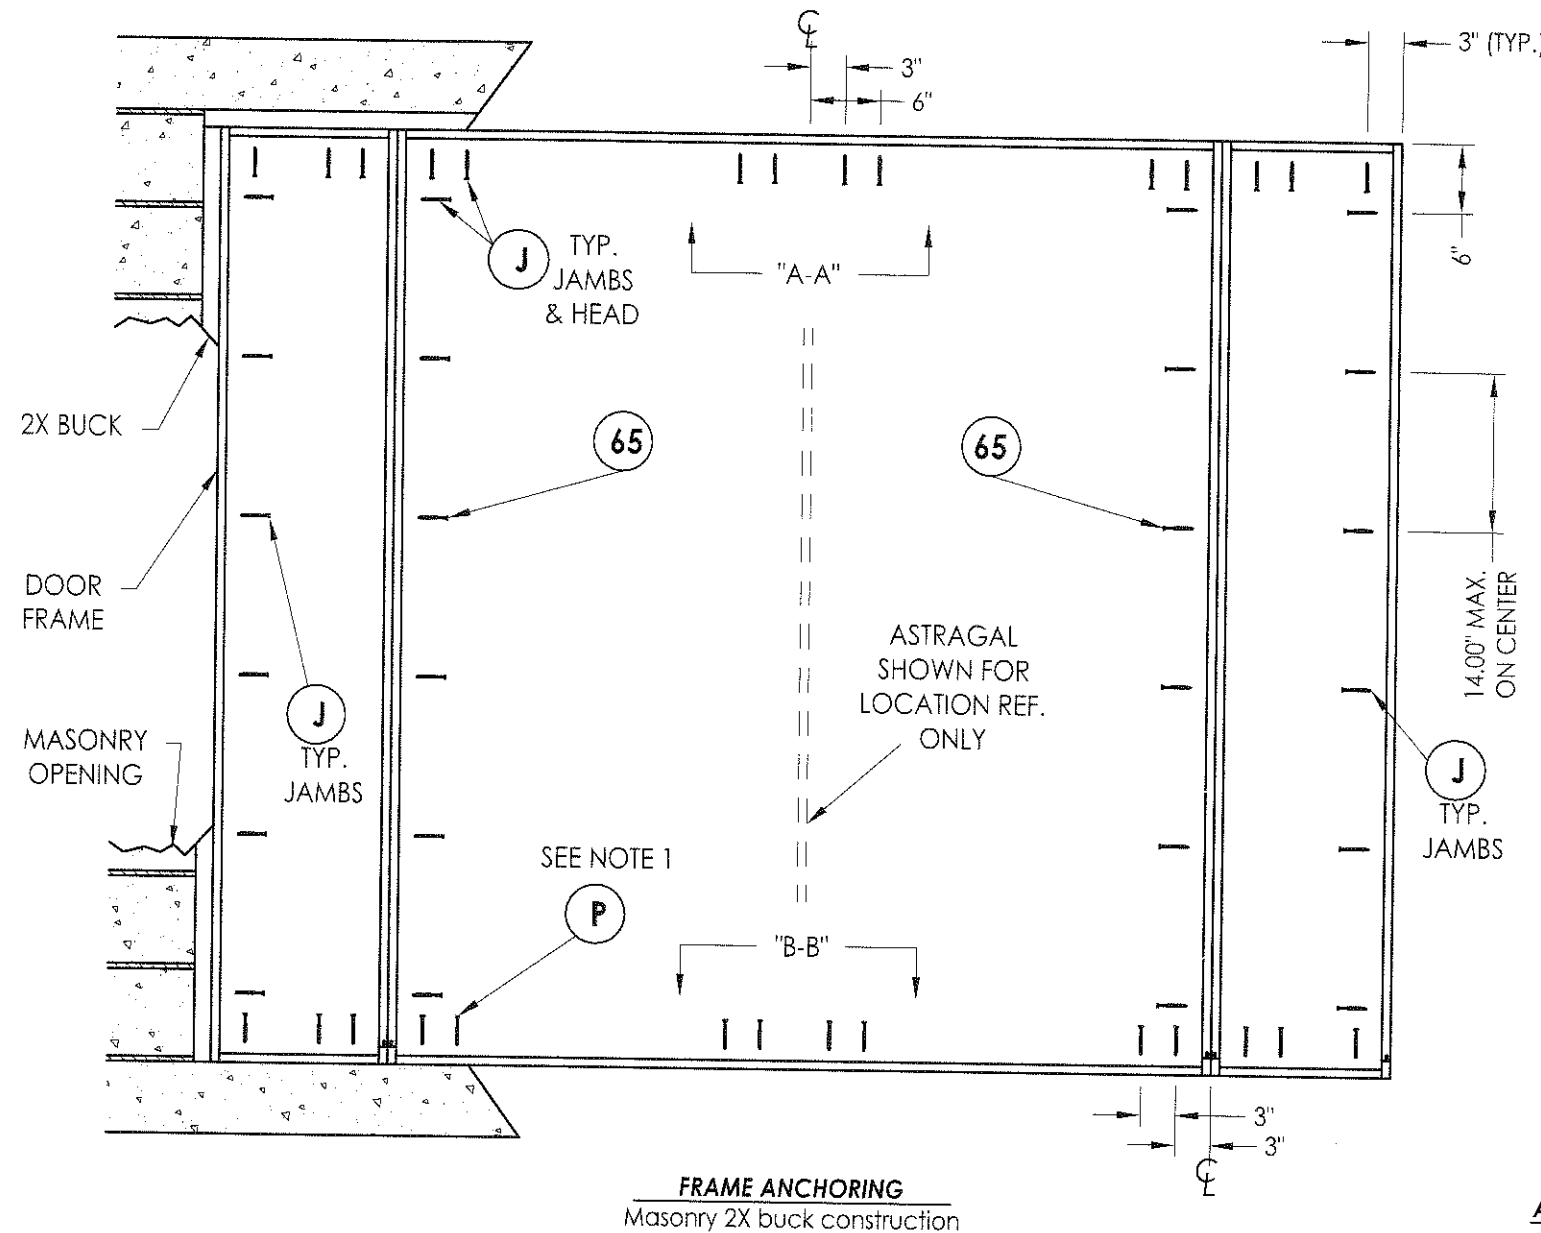 ℄
3"
6"
3" (TYP.)
6"
J
TYP.
JAMBS
& HEAD
"A-A"
2X BUCK
65
65
14.00" MAX.
ON CENTER
DOOR
FRAME
ASTRAGAL
SHOWN FOR
LOCATION REF.
ONLY
J
TYP.
JAMBS
MASONRY
OPENING
J
TYP.
JAMBS
SEE NOTE 1
P
"B-B"
3"
3"
℄
FRAME ANCHORING
Masonry 2X buck construction
A